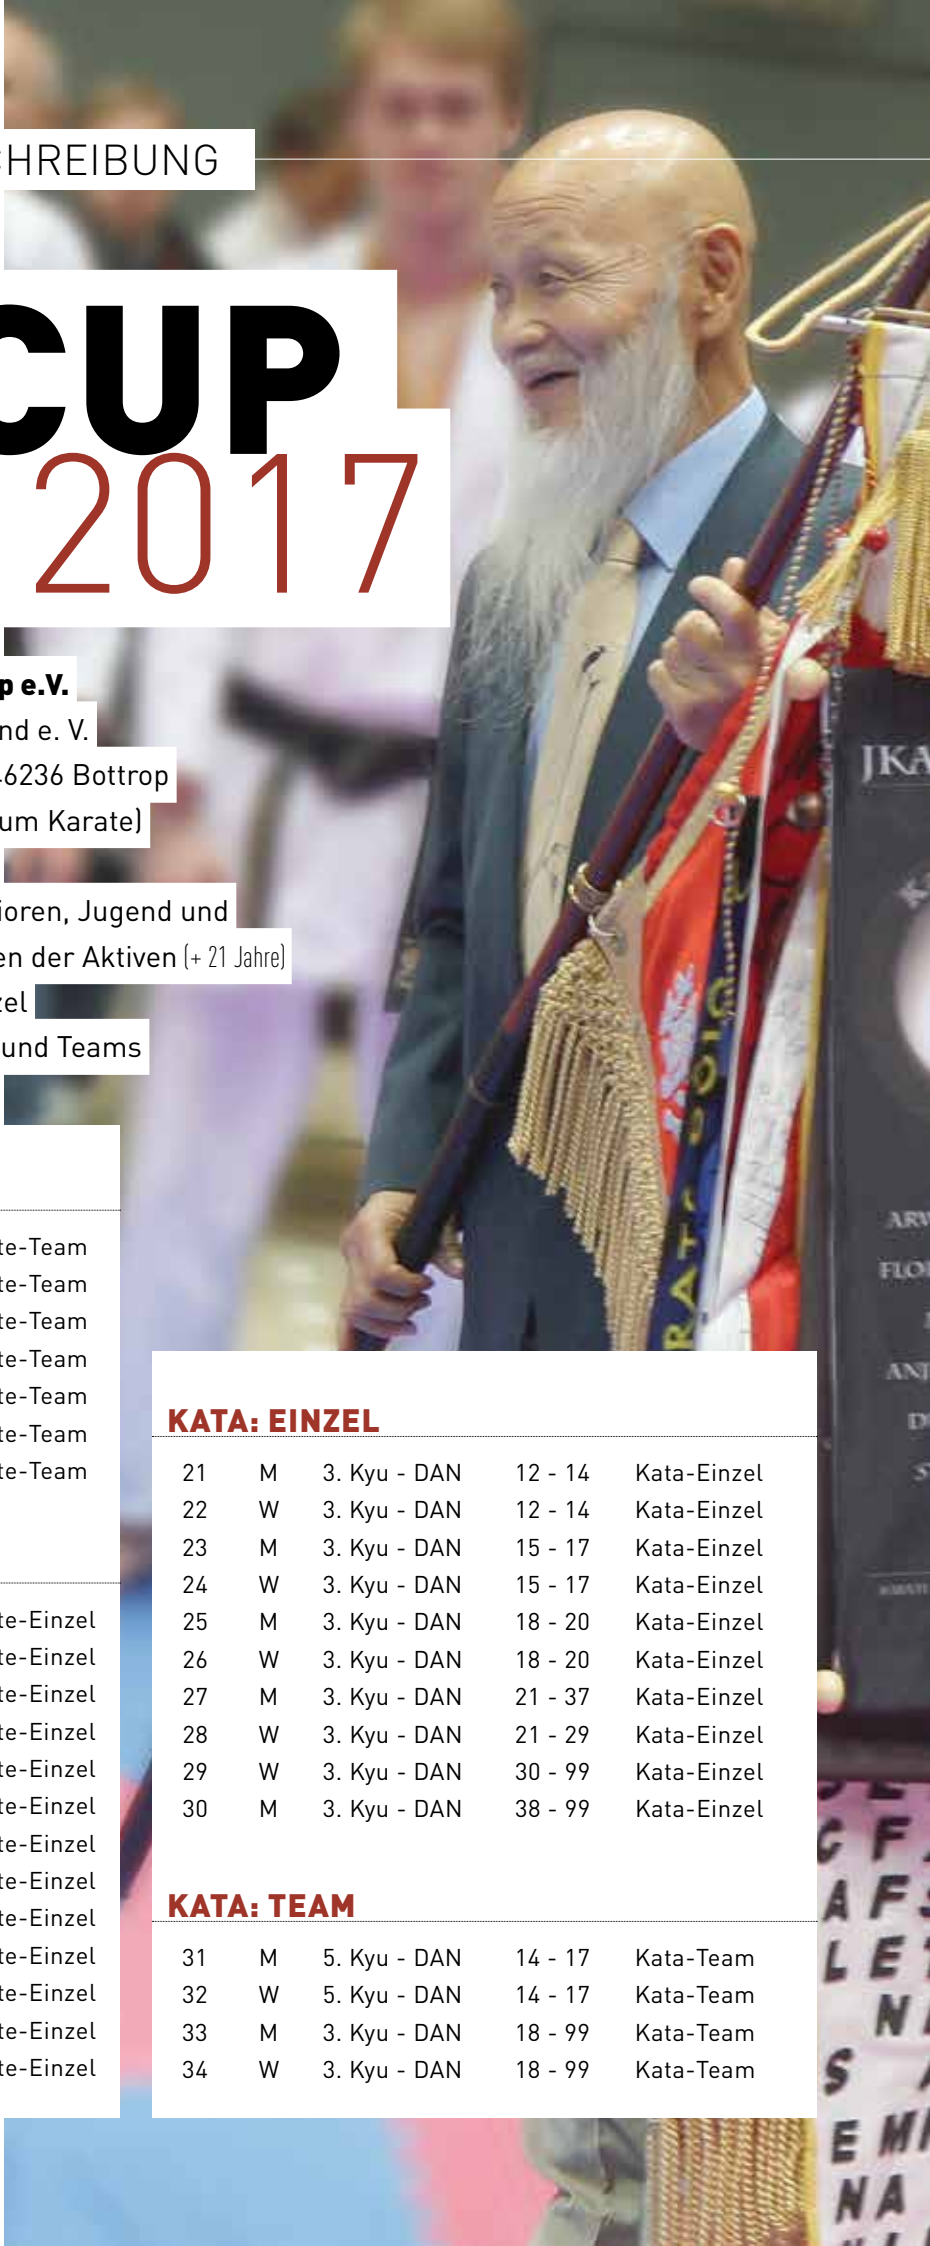 CHREIBUNG
CUP
2017
p e.V.
nd e. V.
46236 Bottrop
um Karate)
ioren, Jugend und
en der Aktiven (+ 21 Jahre)
zel
und Teams
te-Team
te-Team
te-Team
te-Team
te-Team
te-Team
te-Team
te-Einzel
te-Einzel
te-Einzel
te-Einzel
te-Einzel
te-Einzel
te-Einzel
te-Einzel
te-Einzel
te-Einzel
te-Einzel
te-Einzel
te-Einzel
KATA: EINZEL
21 M 3. Kyu - DAN 12 - 14 Kata-Einzel
22 W 3. Kyu - DAN 12 - 14 Kata-Einzel
23 M 3. Kyu - DAN 15 - 17 Kata-Einzel
24 W 3. Kyu - DAN 15 - 17 Kata-Einzel
25 M 3. Kyu - DAN 18 - 20 Kata-Einzel
26 W 3. Kyu - DAN 18 - 20 Kata-Einzel
27 M 3. Kyu - DAN 21 - 37 Kata-Einzel
28 W 3. Kyu - DAN 21 - 29 Kata-Einzel
29 W 3. Kyu - DAN 30 - 99 Kata-Einzel
30 M 3. Kyu - DAN 38 - 99 Kata-Einzel
KATA: TEAM
31 M 5. Kyu - DAN 14 - 17 Kata-Team
32 W 5. Kyu - DAN 14 - 17 Kata-Team
33 M 3. Kyu - DAN 18 - 99 Kata-Team
34 W 3. Kyu - DAN 18 - 99 Kata-Team
JKA
ARW
FLO
AN